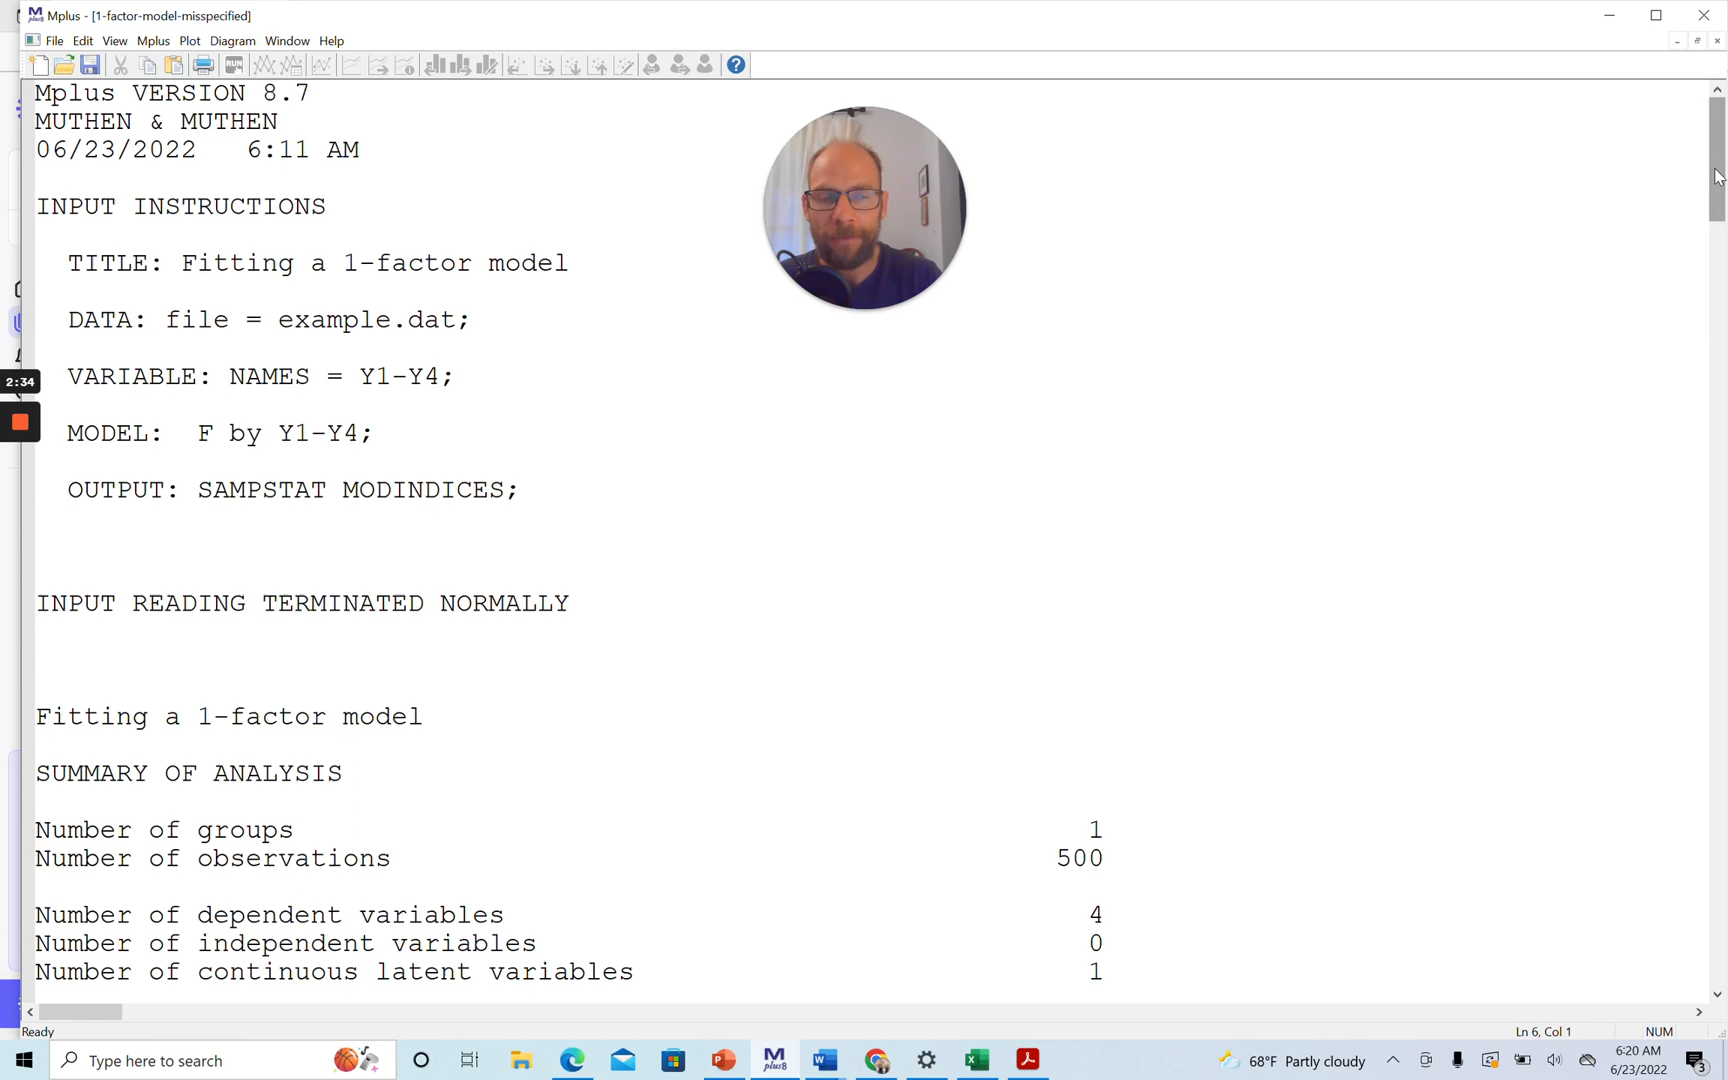 Mplus - [1-factor-model-misspecified]
File Edit View Mplus Plot Diagram Window Help
RUN
Mplus VERSION 8.7
MUTHEN & MUTHEN
06/23/2022 6:11 AM
INPUT INSTRUCTIONS
TITLE: Fitting a 1-factor model
DATA: file = example.dat;
VARIABLE: NAMES = Y1-Y4;
2:34
MODEL: F by Y1-Y4;
OUTPUT: SAMPSTAT MODINDICES;
INPUT READING TERMINATED NORMALLY
Fitting a 1-factor model
SUMMARY OF ANALYSIS
Number of groups 1
Number of observations 500
Number of dependent variables 4
Number of independent variables 0
Number of continuous latent variables 1
Ready
Ln 6, Col 1 NUM
Type here to search
68°F Partly cloudy
6:20 AM
6/23/2022
3